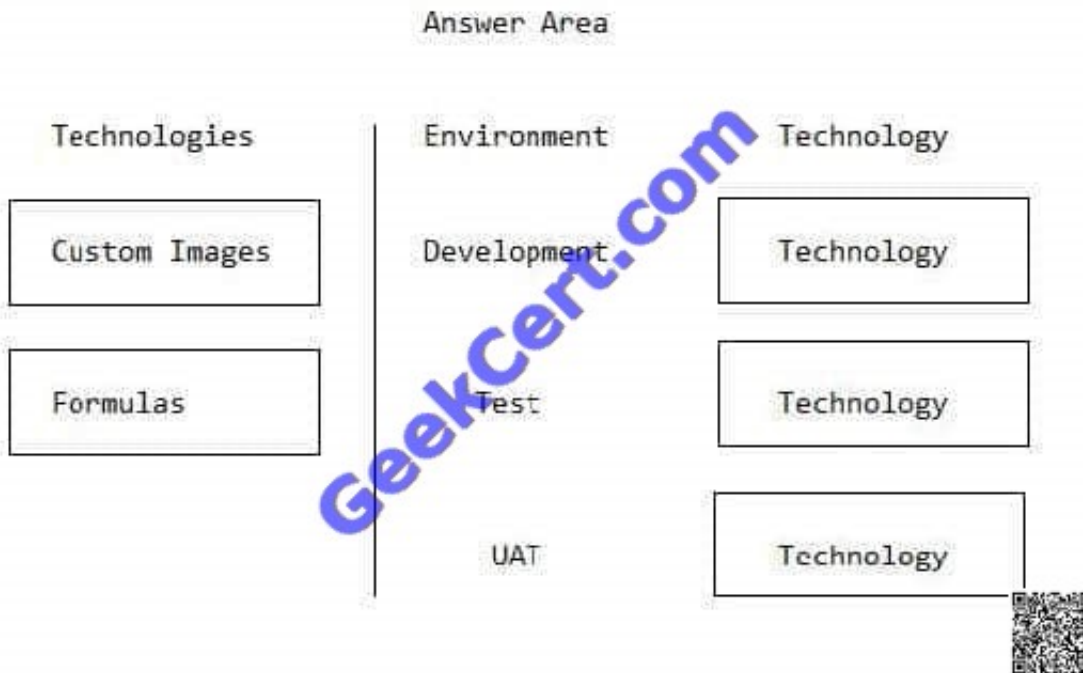 Answer Area
Technologies
Environment
Technology
Custom Images
Development
Technology
Formulas
Test
Technology
UAT
Technology
GeekCert.com